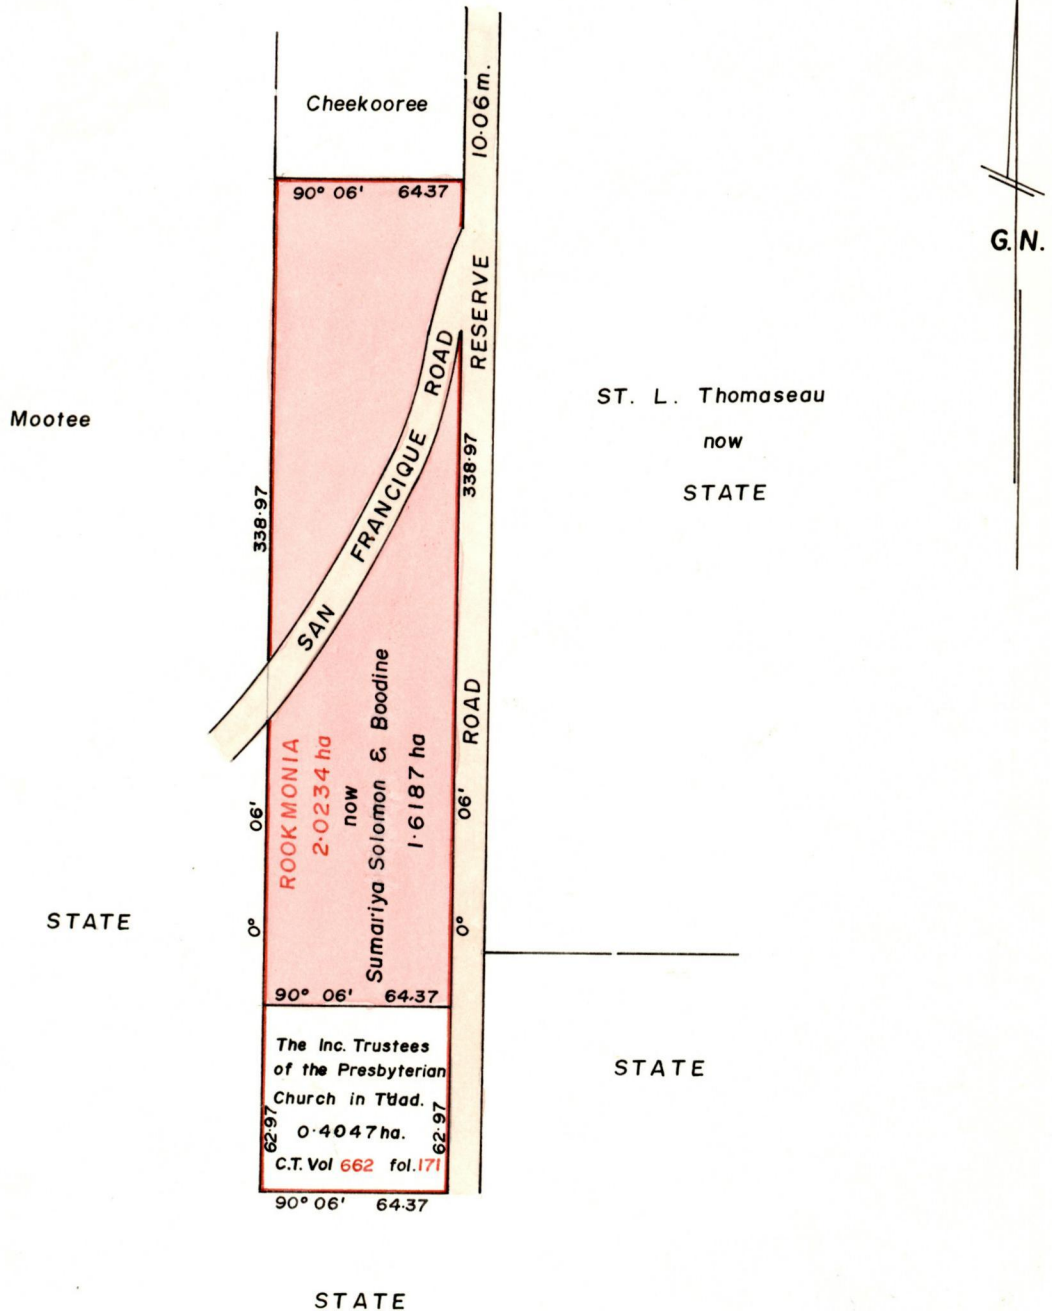 Cheekooree
10·06 m.
90° 06' 64·37
G.N.
RESERVE
ROAD
ST. L. Thomaseau
now
STATE
Mootee
338·97
338·97
FRANCIQUE
SAN
ROOKMONIA
2·0234 ha
now
Sumariya Solomon & Boodine
1·6187 ha
ROAD
06'
06'
0°
0°
STATE
90° 06' 64·37
The Inc. Trustees
of the Presbyterian
Church in T'dad.
0·4047 ha.
C.T. Vol 662 fol. 171
62·97
62·97
STATE
90° 06' 64·37
STATE